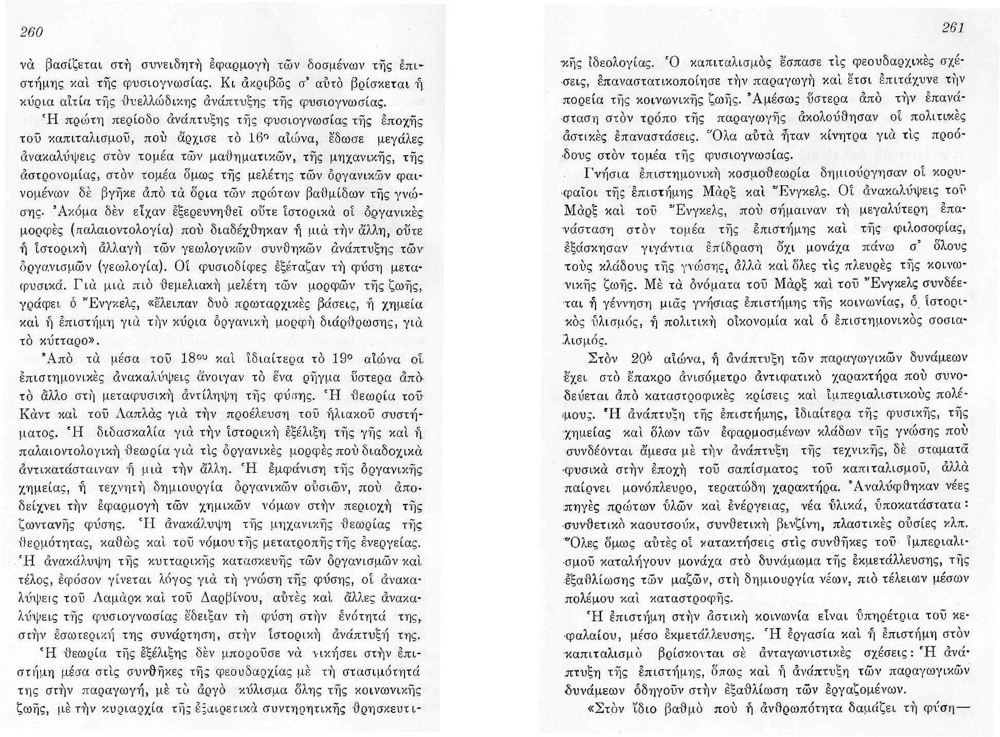 260
νὰ βασίζεται στὴ συνειδητὴ ἐφαρμογὴ τῶν δοσμένων τῆς ἐπι-
στήμης καὶ τῆς φυσιογνωσίας. Κι ἀκριβῶς σ' αὐτὸ βρίσκεται ἡ
κύρια αἰτία τῆς θυελλώδικης ἀνάπτυξης τῆς φυσιογνωσίας.
Ἡ πρώτη περίοδο ἀνάπτυξης τῆς φυσιογνωσίας τῆς ἐποχῆς
τοῦ καπιταλισμοῦ, ποὺ ἄρχισε τὸ 16ο αἰώνα, ἔδωσε μεγάλες
ἀνακαλύψεις στὸν τομέα τῶν μαθηματικῶν, τῆς μηχανικῆς, τῆς
ἀστρονομίας, στὸν τομέα ὅμως τῆς μελέτης τῶν ὀργανικῶν φαι-
νομένων δὲ βγῆκε ἀπὸ τὰ ὅρια τῶν πρώτων βαθμίδων τῆς γνώ-
σης. Ἀκόμα δὲν εἶχαν ἐξερευνηθεῖ οὔτε ἱστορικὰ οἱ ὀργανικὲς
μορφὲς (παλαιοντολογία) ποὺ διαδέχθηκαν ἡ μιὰ τὴν ἄλλη, οὔτε
ἡ ἱστορικὴ ἀλλαγὴ τῶν γεωλογικῶν συνθηκῶν ἀνάπτυξης τῶν
ὀργανισμῶν (γεωλογία). Οἱ φυσιοδίφες ἐξέταζαν τὴ φύση μετα-
φυσικά. Γιὰ μιὰ πιὸ θεμελιακὴ μελέτη τῶν μορφῶν τῆς ζωῆς,
γράφει ὁ Ἔνγκελς, «ἔλειπαν δυὸ πρωταρχικὲς βάσεις, ἡ χημεία
καὶ ἡ ἐπιστήμη γιὰ τὴν κύρια ὀργανικὴ μορφὴ διάρθρωσης, γιὰ
τὸ κύτταρο».
Ἀπὸ τὰ μέσα τοῦ 18ου καὶ ἰδιαίτερα τὸ 19ο αἰώνα οἱ
ἐπιστημονικὲς ἀνακαλύψεις ἄνοιγαν τὸ ἕνα ρῆγμα ὕστερα ἀπὸ
τὸ ἄλλο στὴ μεταφυσικὴ ἀντίληψη τῆς φύσης. Ἡ θεωρία τοῦ
Κὰντ καὶ τοῦ Λαπλὰς γιὰ τὴν προέλευση τοῦ ἡλιακοῦ συστή-
ματος. Ἡ διδασκαλία γιὰ τὴν ἱστορικὴ ἐξέλιξη τῆς γῆς καὶ ἡ
παλαιοντολογικὴ θεωρία γιὰ τὶς ὀργανικὲς μορφὲς ποὺ διαδοχικὰ
ἀντικατάσταιναν ἡ μιὰ τὴν ἄλλη. Ἡ ἐμφάνιση τῆς ὀργανικῆς
χημείας, ἡ τεχνητὴ δημιουργία ὀργανικῶν οὐσιῶν, ποὺ ἀπο-
δείχνει τὴν ἐφαρμογὴ τῶν χημικῶν νόμων στὴν περιοχὴ τῆς
ζωντανῆς φύσης. Ἡ ἀνακάλυψη τῆς μηχανικῆς θεωρίας τῆς
θερμότητας, καθὼς καὶ τοῦ νόμου τῆς μετατροπῆς τῆς ἐνεργείας.
Ἡ ἀνακάλυψη τῆς κυτταρικῆς κατασκευῆς τῶν ὀργανισμῶν καὶ
τέλος, ἐφόσον γίνεται λόγος γιὰ τὴ γνώση τῆς φύσης, οἱ ἀνακα-
λύψεις τοῦ Λαμὰρκ καὶ τοῦ Δαρβίνου, αὐτὲς καὶ ἄλλες ἀνακα-
λύψεις τῆς φυσιογνωσίας ἔδειξαν τὴ φύση στὴν ἑνότητά της,
στὴν ἐσωτερική της συνάρτηση, στὴν ἱστορικὴ ἀνάπτυξή της.
Ἡ θεωρία τῆς ἐξέλιξης δὲν μποροῦσε νὰ νικήσει στὴν ἐπι-
στήμη μέσα στὶς συνθῆκες τῆς φεουδαρχίας μὲ τὴ στασιμότητά
της στὴν παραγωγή, μὲ τὸ ἀργὸ κύλισμα ὅλης τῆς κοινωνικῆς
ζωῆς, μὲ τὴν κυριαρχία τῆς ἐξαιρετικὰ συντηρητικῆς θρησκευτι-
261
κῆς ἰδεολογίας. Ὁ καπιταλισμὸς ἔσπασε τὶς φεουδαρχικὲς σχέ-
σεις, ἐπαναστατικοποίησε τὴν παραγωγὴ καὶ ἔτσι ἐπιτάχυνε τὴν
πορεία τῆς κοινωνικῆς ζωῆς. Ἀμέσως ὕστερα ἀπὸ τὴν ἐπανά-
σταση στὸν τρόπο τῆς παραγωγῆς ἀκολούθησαν οἱ πολιτικὲς
ἀστικὲς ἐπαναστάσεις. Ὅλα αὐτὰ ἦταν κίνητρα γιὰ τὶς προό-
δους στὸν τομέα τῆς φυσιογνωσίας.
Γνήσια ἐπιστημονικὴ κοσμοθεωρία δημιούργησαν οἱ κορυ-
φαῖοι τῆς ἐπιστήμης Μὰρξ καὶ Ἔνγκελς. Οἱ ἀνακαλύψεις τοῦ
Μὰρξ καὶ τοῦ Ἔνγκελς, ποὺ σήμαιναν τὴ μεγαλύτερη ἐπα-
νάσταση στὸν τομέα τῆς ἐπιστήμης καὶ τῆς φιλοσοφίας,
ἐξάσκησαν γιγάντια ἐπίδραση ὄχι μονάχα πάνω σ' ὅλους
τοὺς κλάδους τῆς γνώσης, ἀλλὰ καὶ ὅλες τὶς πλευρὲς τῆς κοινω-
νικῆς ζωῆς. Μὲ τὰ ὀνόματα τοῦ Μὰρξ καὶ τοῦ Ἔνγκελς συνδέε-
ται ἡ γέννηση μιᾶς γνήσιας ἐπιστήμης τῆς κοινωνίας, ὁ ἱστορι-
κὸς ὑλισμός, ἡ πολιτικὴ οἰκονομία καὶ ὁ ἐπιστημονικὸς σοσια-
λισμός.
Στὸν 20ὸ αἰώνα, ἡ ἀνάπτυξη τῶν παραγωγικῶν δυνάμεων
ἔχει στὸ ἔπακρο ἀνισόμετρο ἀντιφατικὸ χαρακτήρα ποὺ συνο-
δεύεται ἀπὸ καταστροφικὲς κρίσεις καὶ ἰμπεριαλιστικοὺς πολέ-
μους. Ἡ ἀνάπτυξη τῆς ἐπιστήμης, ἰδιαίτερα τῆς φυσικῆς, τῆς
χημείας καὶ ὅλων τῶν ἐφαρμοσμένων κλάδων τῆς γνώσης ποὺ
συνδέονται ἄμεσα μὲ τὴν ἀνάπτυξη τῆς τεχνικῆς, δὲ σταματᾶ
φυσικὰ στὴν ἐποχὴ τοῦ σαπίσματος τοῦ καπιταλισμοῦ, ἀλλὰ
παίρνει μονόπλευρο, τερατώδη χαρακτήρα. Ἀναλύφθηκαν νέες
πηγὲς πρώτων ὑλῶν καὶ ἐνέργειας, νέα ὑλικά, ὑποκατάστατα:
συνθετικὸ καουτσούκ, συνθετικὴ βενζίνη, πλαστικὲς οὐσίες κλπ.
Ὅλες ὅμως αὐτὲς οἱ κατακτήσεις στὶς συνθῆκες τοῦ ἰμπεριαλι-
σμοῦ καταλήγουν μονάχα στὸ δυνάμωμα τῆς ἐκμετάλλευσης, τῆς
ἐξαθλίωσης τῶν μαζῶν, στὴ δημιουργία νέων, πιὸ τέλειων μέσων
πολέμου καὶ καταστροφῆς.
Ἡ ἐπιστήμη στὴν ἀστικὴ κοινωνία εἶναι ὑπηρέτρια τοῦ κε-
φαλαίου, μέσο ἐκμετάλλευσης. Ἡ ἐργασία καὶ ἡ ἐπιστήμη στὸν
καπιταλισμὸ βρίσκονται σὲ ἀνταγωνιστικὲς σχέσεις: Ἡ ἀνά-
πτυξη τῆς ἐπιστήμης, ὅπως καὶ ἡ ἀνάπτυξη τῶν παραγωγικῶν
δυνάμεων ὁδηγοῦν στὴν ἐξαθλίωση τῶν ἐργαζομένων.
«Στὸν ἴδιο βαθμὸ ποὺ ἡ ἀνθρωπότητα δαμάζει τὴ φύση—